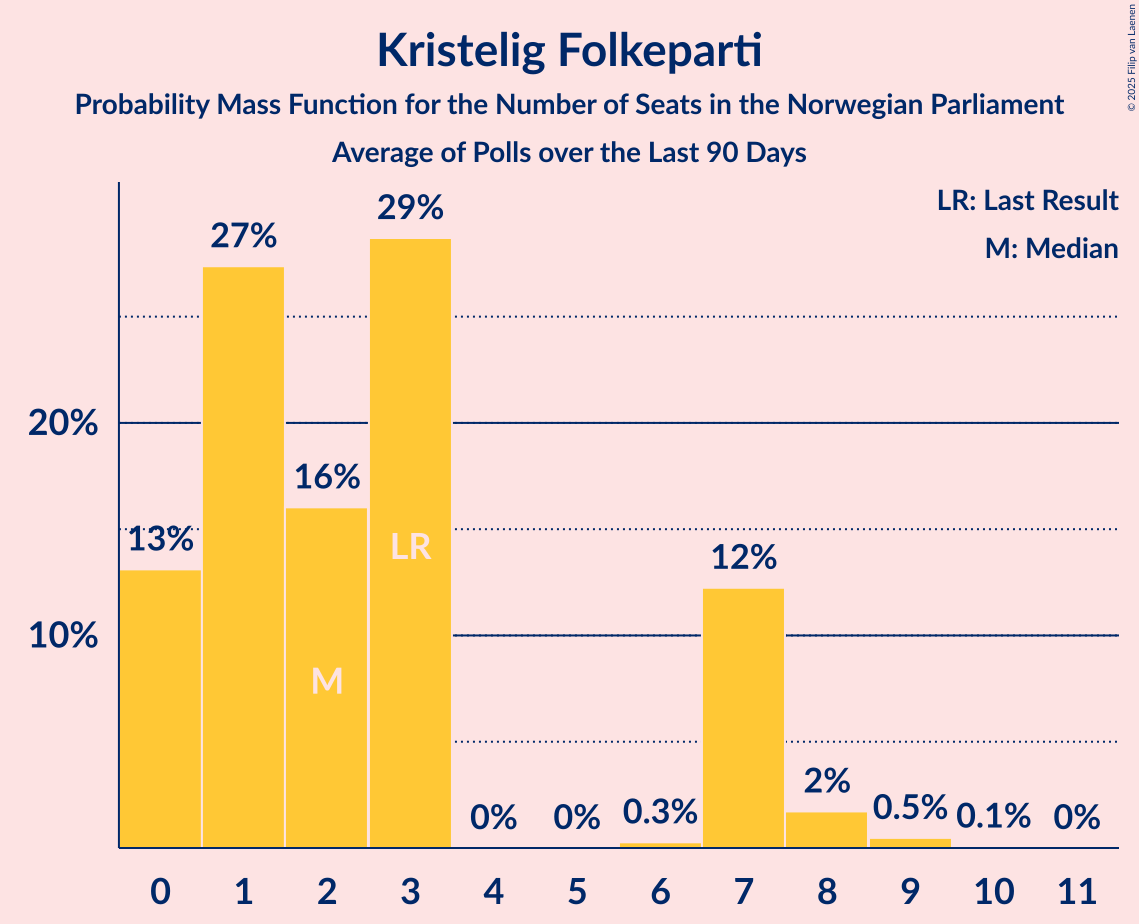 Kristelig Folkeparti
Probability Mass Function for the Number of Seats in the Norwegian Parliament
Average of Polls over the Last 90 Days
© 2025 Filip van Laenen
LR: Last Result
M: Median
29%
27%
20%
16%
13%
LR
12%
10%
M
2%
0% 0% 0.3% 0.5% 0.1% 0%
0 1 2 3 4 5 6 7 8 9 10 11